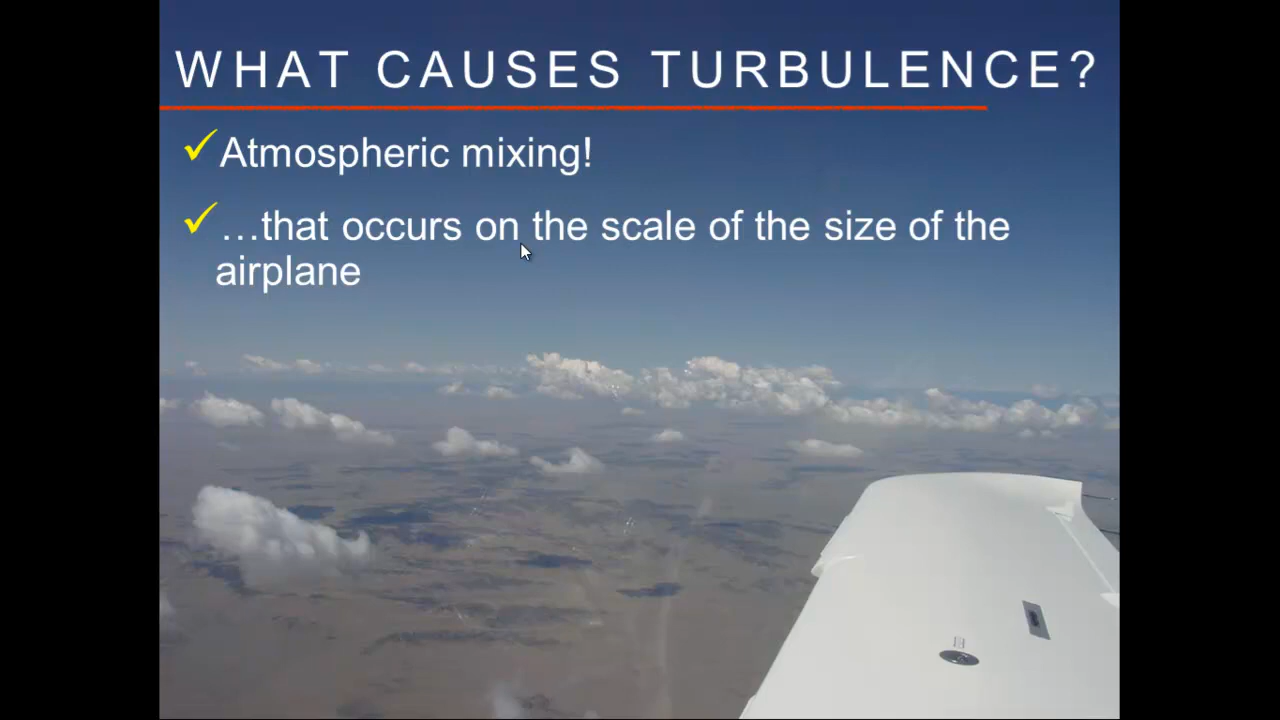 WHAT CAUSES TURBULENCE?
Atmospheric mixing!
…that occurs on the scale of the size of the
airplane